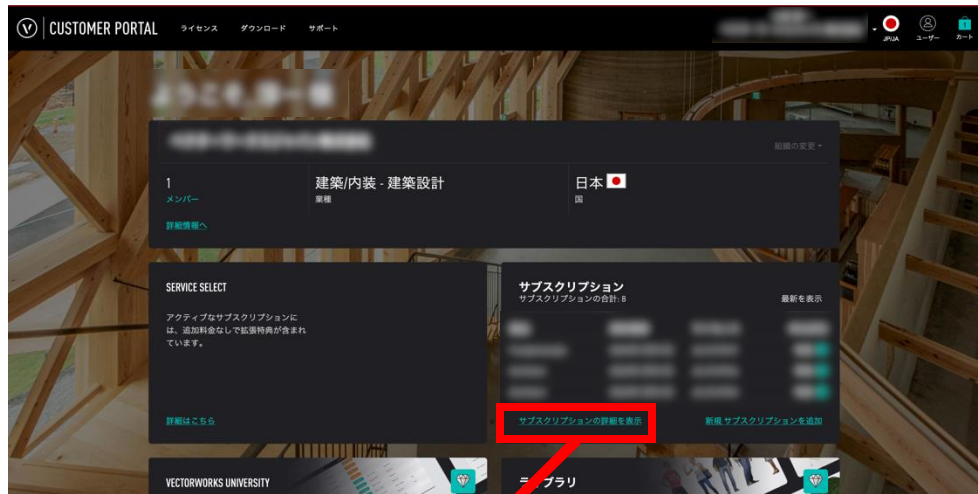 CUSTOMER PORTAL
ライセンス ダウンロード サポート
JP/JA ユーザー 1 カート
組織の変更
1 建築/内装 - 建築設計 日本
メンバー 業種 国
詳細情報へ
SERVICE SELECT
アクティブなサブスクリプションに
は、追加料金なしで拡張特典が含まれ
ています。
詳細はこちら
サブスクリプション
サブスクリプションの合計: 8 最新を表示
サブスクリプションの詳細を表示 新規 サブスクリプションを追加
VECTORWORKS UNIVERSITY